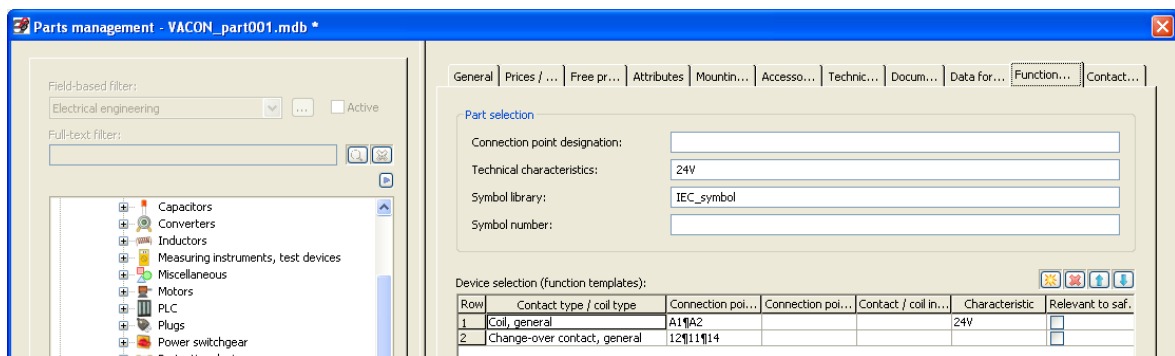 Parts management - VACON_part001.mdb *
Field-based filter:
Electrical engineering
...
Active
Full-text filter:
Capacitors
Converters
Inductors
Measuring instruments, test devices
Miscellaneous
Motors
PLC
Plugs
Power switchgear
General Prices / ... Free pr... Attributes Mountin... Accesso... Technic... Docum... Data for... Function... Contact...
Part selection
Connection point designation:
Technical characteristics: 24V
Symbol library: IEC_symbol
Symbol number:
Device selection (function templates):
Row Contact type / coil type Connection poi... Connection poi... Contact / coil in... Characteristic Relevant to saf.
1 Coil, general A1¶A2 24V
2 Change-over contact, general 12¶11¶14